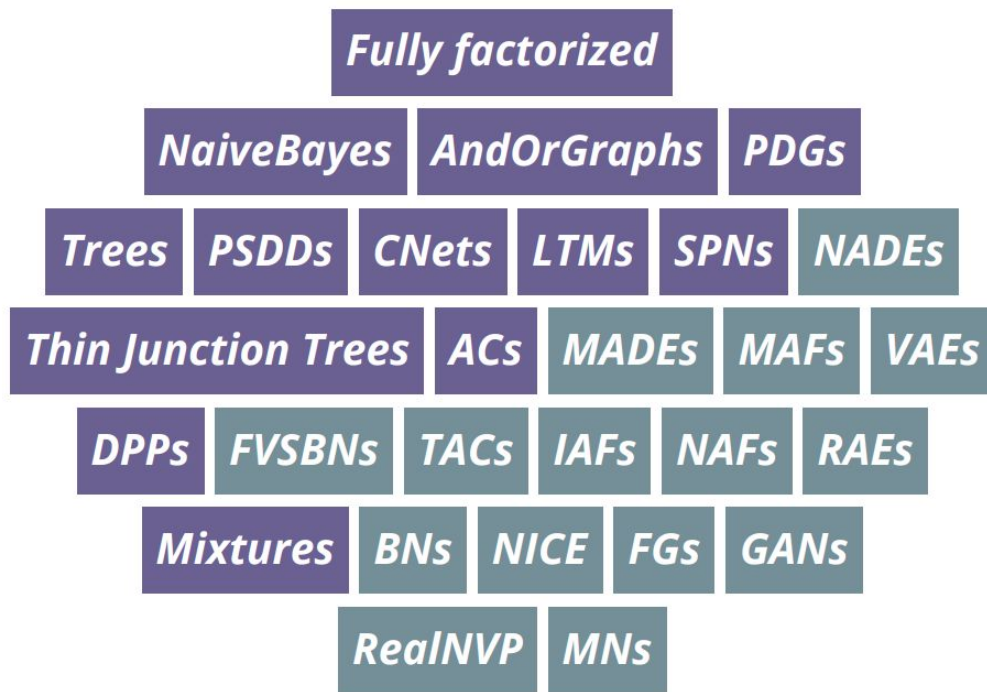 Fully factorized
NaiveBayes AndOrGraphs PDGs
Trees PSDDs CNets LTMs SPNs NADEs
Thin Junction Trees ACs MADEs MAFs VAEs
DPPs FVSBNs TACs IAFs NAFs RAEs
Mixtures BNs NICE FGs GANs
RealNVP MNs